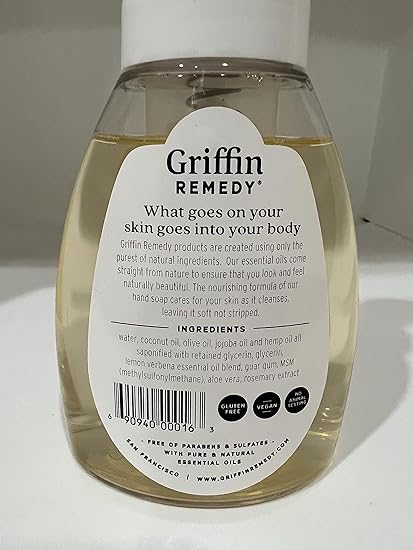 Griffin
REMEDY®
What goes on your
skin goes into your body
Griffin Remedy products are created using only the
purest of natural ingredients. Our essential oils come
straight from nature to ensure that you look and feel
naturally beautiful. The nourishing formula of our
hand soap cares for your skin as it cleanses,
leaving it soft not stripped.
INGREDIENTS
water, coconut oil, olive oil, jojoba oil and hemp oil all
saponified with retained glycerin, glycerin,
lemon verbena essential oil blend, guar gum, MSM
(methylsulfonylmethane), aloe vera, rosemary extract
GLUTEN
FREE
VEGAN
NO
ANIMAL
TESTING
6 90940 00016 3
- FREE OF PARABENS & SULFATES -
WITH PURE & NATURAL
ESSENTIAL OILS
SAN FRANCISCO | WWW.GRIFFINREMEDY.COM